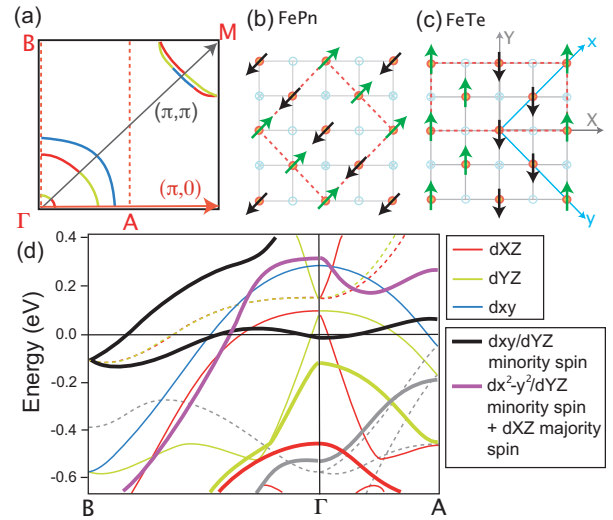 (a)
B
M
(π,π)
(π,0)
Γ
A
(b) FePn
(c) FeTe
Y
x
X
y
(d)
Energy (eV)
0.4
0.2
0.0
-0.2
-0.4
-0.6
B
Γ
A
dXZ
dYZ
dxy
dxy/dYZ
minority spin
dx²-y²/dYZ
minority spin
+ dXZ majority
spin